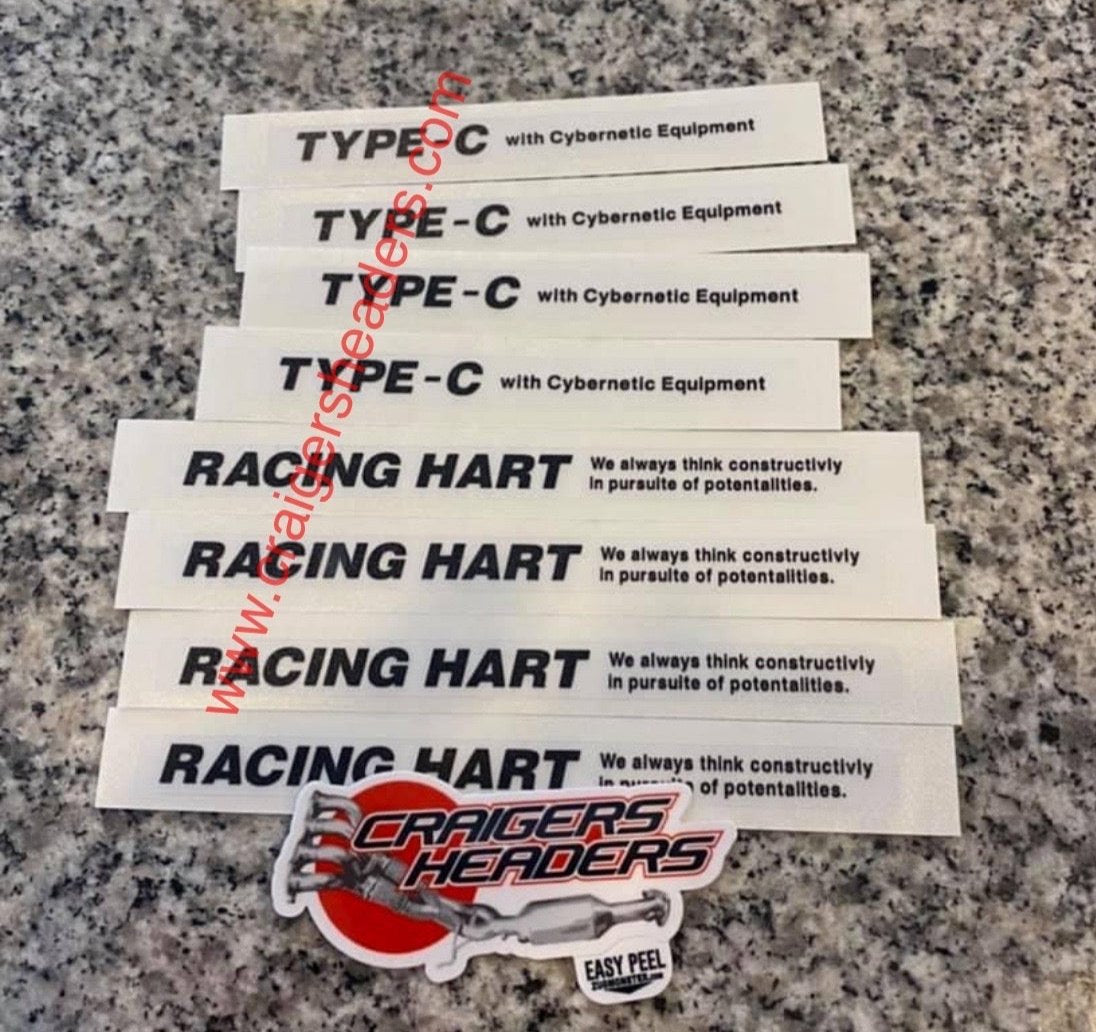 TYPE-C with Cybernetic Equipment
TYPE-C with Cybernetic Equipment
TYPE-C with Cybernetic Equipment
TYPE-C with Cybernetic Equipment
RACING HART We always think constructivly
in pursuite of potentalities.
RACING HART We always think constructivly
in pursuite of potentalities.
RACING HART We always think constructivly
in pursuite of potentalities.
RACING HART We always think constructivly
in of potentalities.
CRAIGERS
HEADERS
EASY PEEL
www.craigersheaders.com